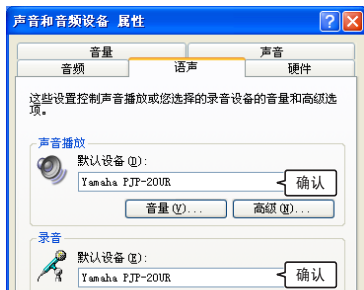 声音和音频设备 属性
音量
声音
音频
语声
硬件
这些设置控制声音播放或您选择的录音设备的音量和高级选
项。
声音播放
默认设备(D):
Yamaha PJP-20UR
确认
音量(V)...
高级(N)...
录音
默认设备(E):
Yamaha PJP-20UR
确认